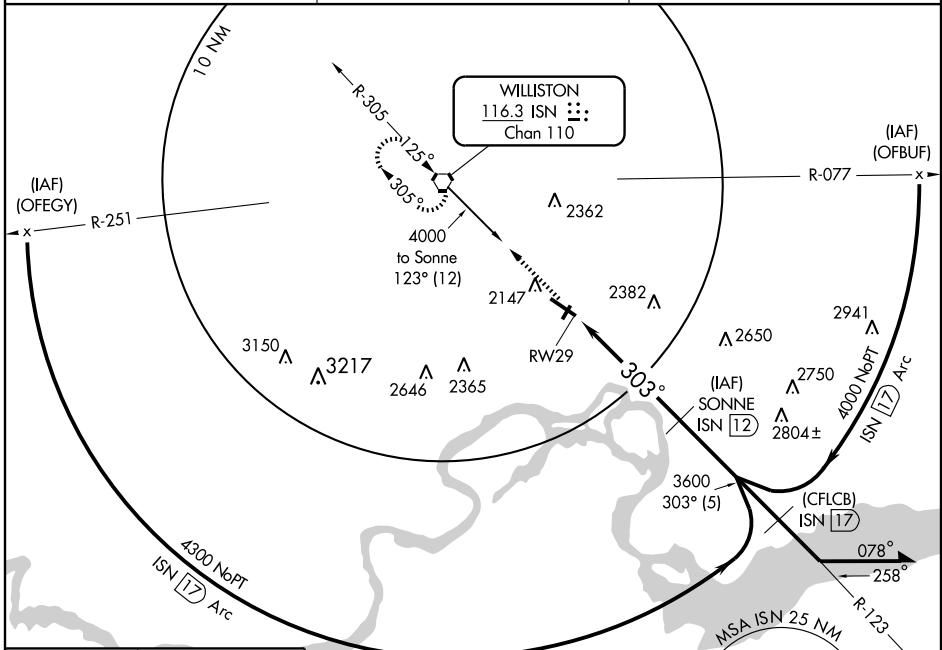 10 NM
WILLISTON
116.3 ISN
Chan 110
R-305
125°
305°
(IAF)
(OFBUF)
R-077
(IAF)
(OFEGY)
R-251
2362
4000
to Sonne
123° (12)
2147
2382
2941
RW29
2650
3150
3217
2646
2365
303°
(IAF)
SONNE
ISN 12
2750
2804±
4000 NoPT
ISN 17 Arc
3600
303° (5)
(CFLCB)
ISN 17
4300 NoPT
ISN 17 Arc
078°
258°
R-123
MSA ISN 25 NM